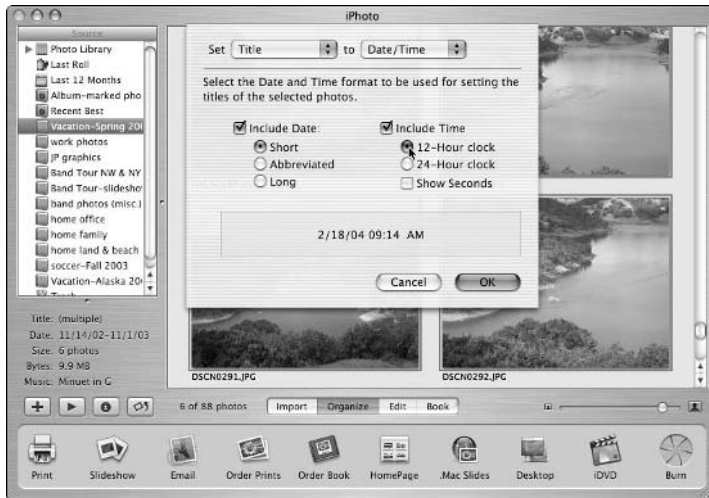 iPhoto
Source
Photo Library
Last Roll
Last 12 Months
Album-marked pho
Recent Best
Vacation-Spring 200
work photos
JP graphics
Band Tour NW & NY
Band Tour-slidesho
band photos (misc.)
home office
home family
home land & beach
soccer-Fall 2003
Vacation-Alaska 20
Trash
Set Title to Date/Time
Select the Date and Time format to be used for setting the
titles of the selected photos.
Include Date:
Short
Abbreviated
Long
Include Time
12-Hour clock
24-Hour clock
Show Seconds
2/18/04 09:14 AM
Cancel OK
Title: (multiple)
Date: 11/14/02-11/1/03
Size: 6 photos
Bytes: 9.9 MB
Music: Minuet in G
DSCN0291.JPG DSCN0292.JPG
6 of 88 photos Import Organize Edit Book
Print Slideshow Email Order Prints Order Book HomePage .Mac Slides Desktop iDVD Burn